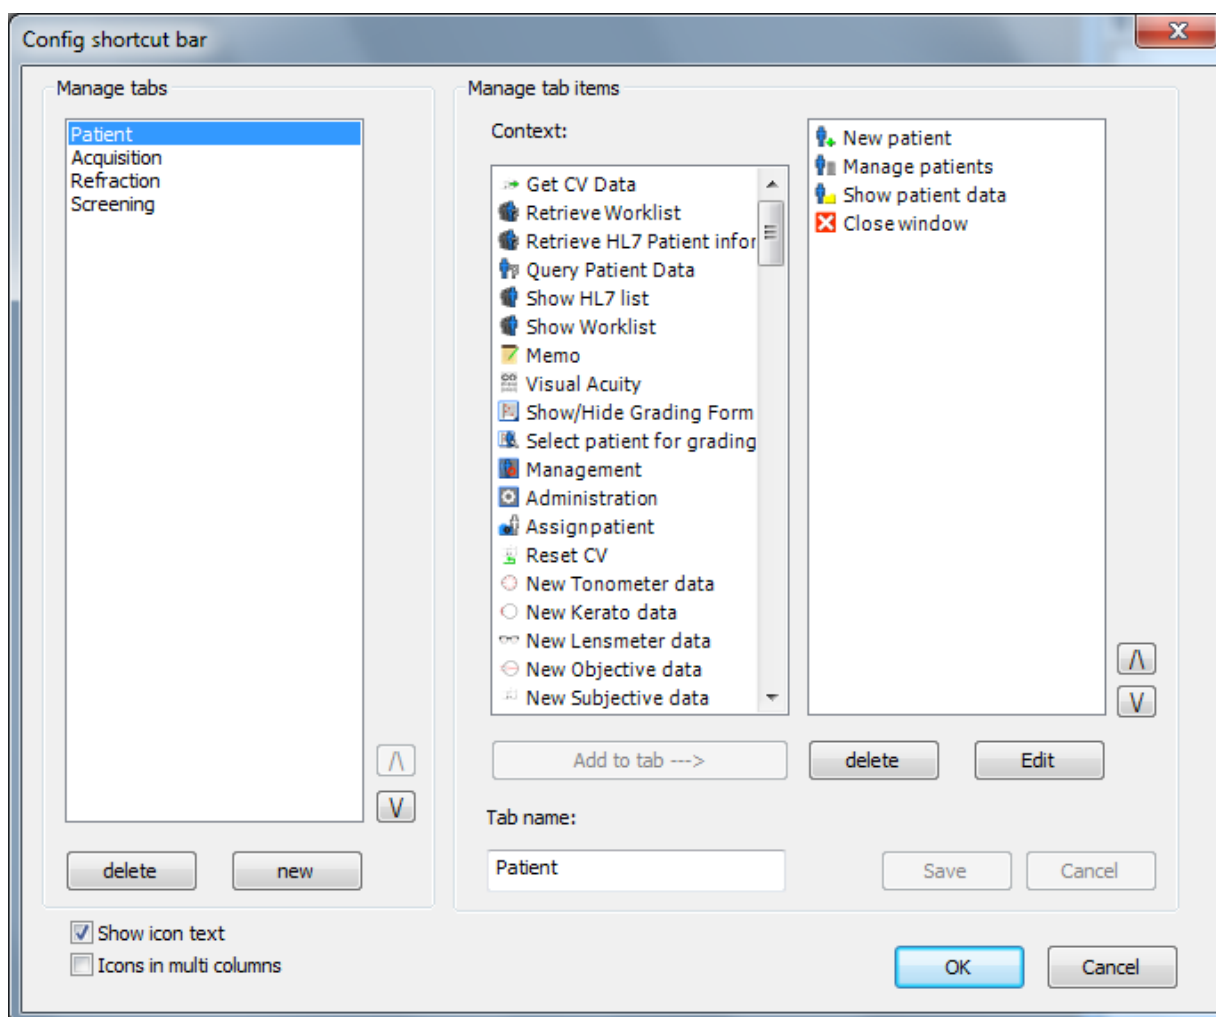 Config shortcut bar
Manage tabs
Patient
Acquisition
Refraction
Screening
/\
\/
delete
new
Show icon text
Icons in multi columns
Manage tab items
Context:
Get CV Data
Retrieve Worklist
Retrieve HL7 Patient infor
Query Patient Data
Show HL7 list
Show Worklist
Memo
Visual Acuity
Show/Hide Grading Form
Select patient for grading
Management
Administration
Assign patient
Reset CV
New Tonometer data
New Kerato data
New Lensmeter data
New Objective data
New Subjective data
New patient
Manage patients
Show patient data
Close window
/\
\/
Add to tab --->
delete
Edit
Tab name:
Patient
Save
Cancel
OK
Cancel